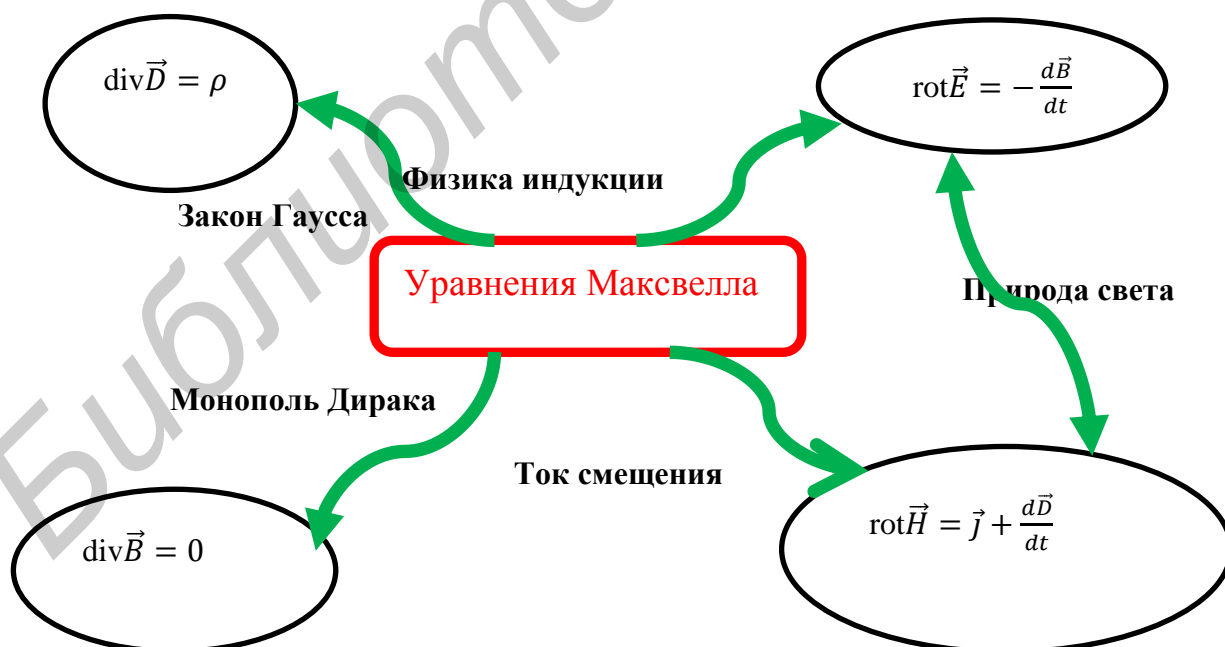 div𝐷⃗ = 𝜌
rot𝐸⃗ = −d𝐵⃗/dt
Физика индукции
Закон Гаусса
Уравнения Максвелла
Природа света
Монополь Дирака
Ток смещения
rot𝐻⃗ = 𝑗⃗ + d𝐷⃗/dt
div𝐵⃗ = 0